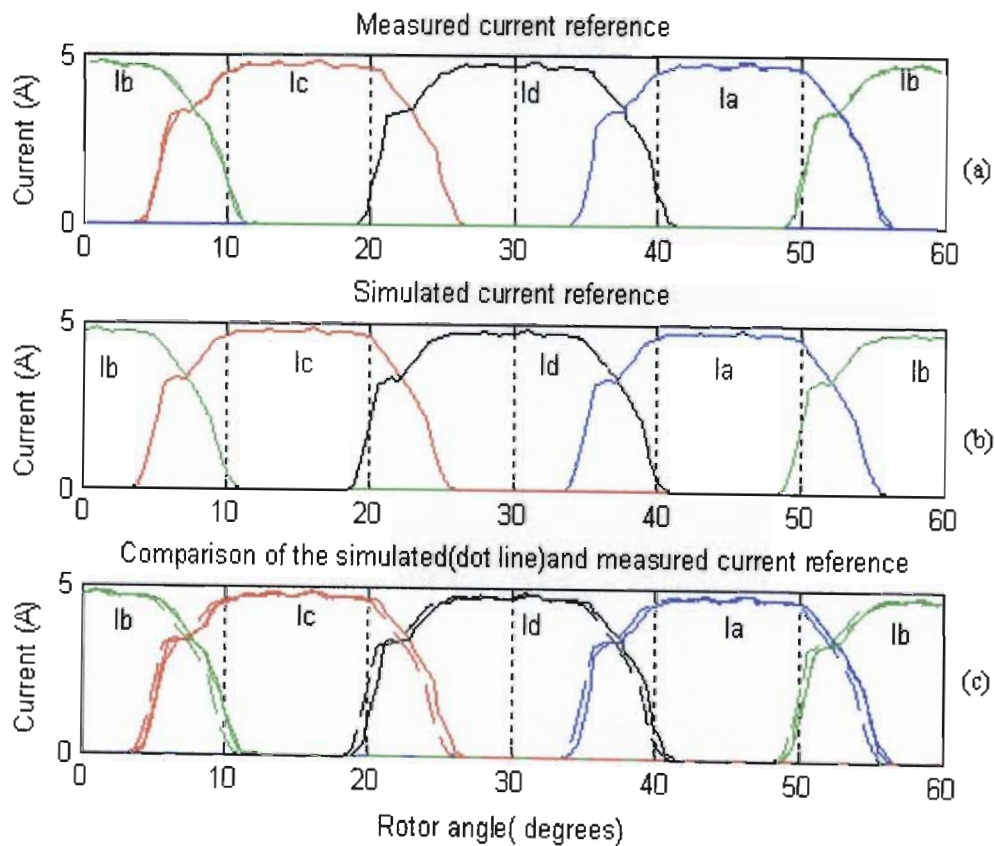 Measured current reference
5
0
Current (A)
Ib
Ic
Id
Ia
Ib
(a)
0 10 20 30 40 50 60
Simulated current reference
5
0
Current (A)
Ib
Ic
Id
Ia
Ib
(b)
0 10 20 30 40 50 60
Comparison of the simulated(dot line)and measured current reference
5
0
Current (A)
Ib
Ic
Id
Ia
Ib
(c)
0 10 20 30 40 50 60
Rotor angle( degrees)